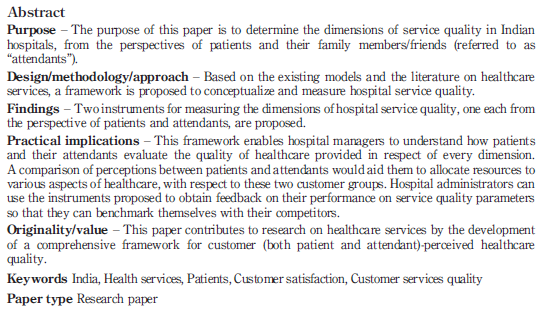 Abstract
Purpose – The purpose of this paper is to determine the dimensions of service quality in Indian
hospitals, from the perspectives of patients and their family members/friends (referred to as
“attendants”).
Design/methodology/approach – Based on the existing models and the literature on healthcare
services, a framework is proposed to conceptualize and measure hospital service quality.
Findings – Two instruments for measuring the dimensions of hospital service quality, one each from
the perspective of patients and attendants, are proposed.
Practical implications – This framework enables hospital managers to understand how patients
and their attendants evaluate the quality of healthcare provided in respect of every dimension.
A comparison of perceptions between patients and attendants would aid them to allocate resources to
various aspects of healthcare, with respect to these two customer groups. Hospital administrators can
use the instruments proposed to obtain feedback on their performance on service quality parameters
so that they can benchmark themselves with their competitors.
Originality/value – This paper contributes to research on healthcare services by the development
of a comprehensive framework for customer (both patient and attendant)-perceived healthcare
quality.
Keywords India, Health services, Patients, Customer satisfaction, Customer services quality
Paper type Research paper